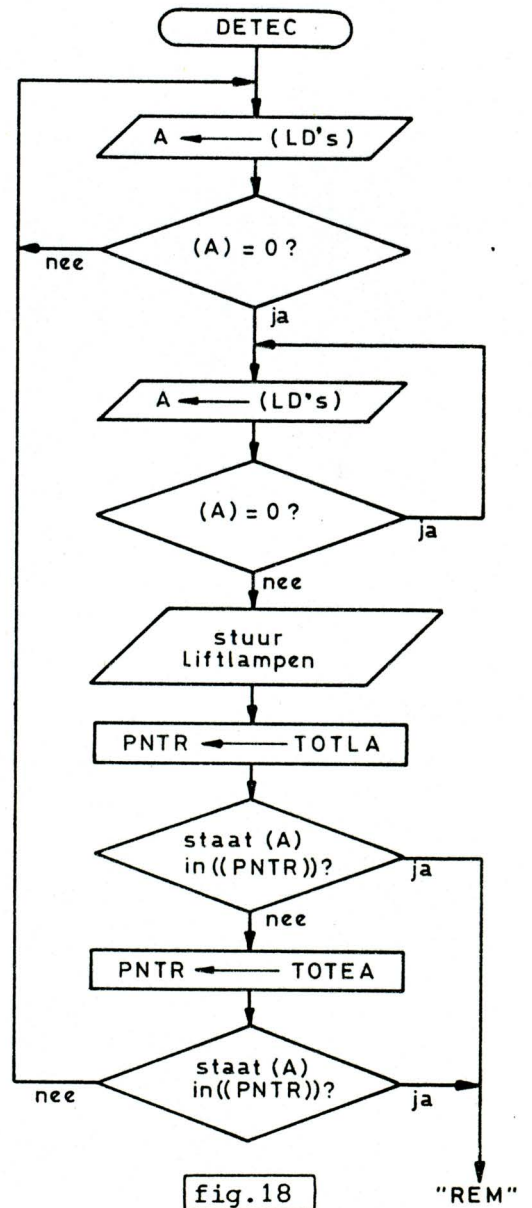 DETEC
A ← (LD's)
(A) = 0 ?
nee
ja
A ← (LD's)
(A) = 0 ?
ja
nee
stuur
Liftlampen
PNTR ← TOTLA
staat (A)
in((PNTR))?
ja
nee
PNTR ← TOTEA
staat (A)
in((PNTR))?
nee
ja
fig.18
"REM"